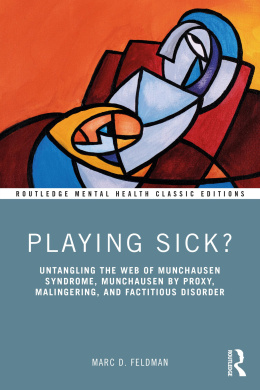 ROUTLEDGE MENTAL HEALTH CLASSIC EDITIONS
PLAYING SICK?
UNTANGLING THE WEB OF MUNCHAUSEN
SYNDROME, MUNCHAUSEN BY PROXY,
MALINGERING, AND FACTITIOUS DISORDER
MARC D. FELDMAN
ROUTLEDGE